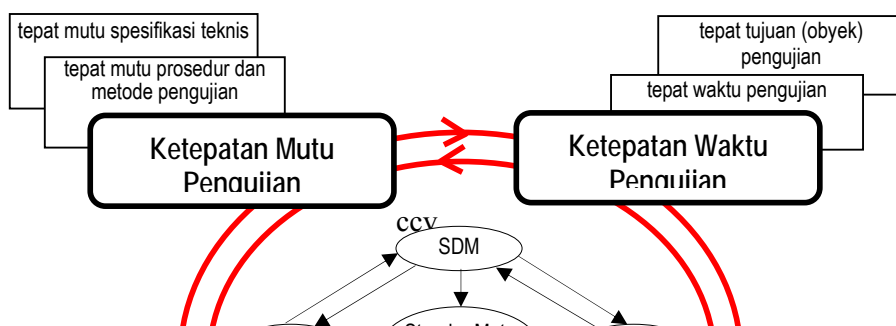 tepat mutu spesifikasi teknis
tepat mutu prosedur dan
metode pengujian
Ketepatan Mutu
Pengujian
tepat tujuan (obyek)
pengujian
tepat waktu pengujian
Ketepatan Waktu
Pengujian
ccv
SDM